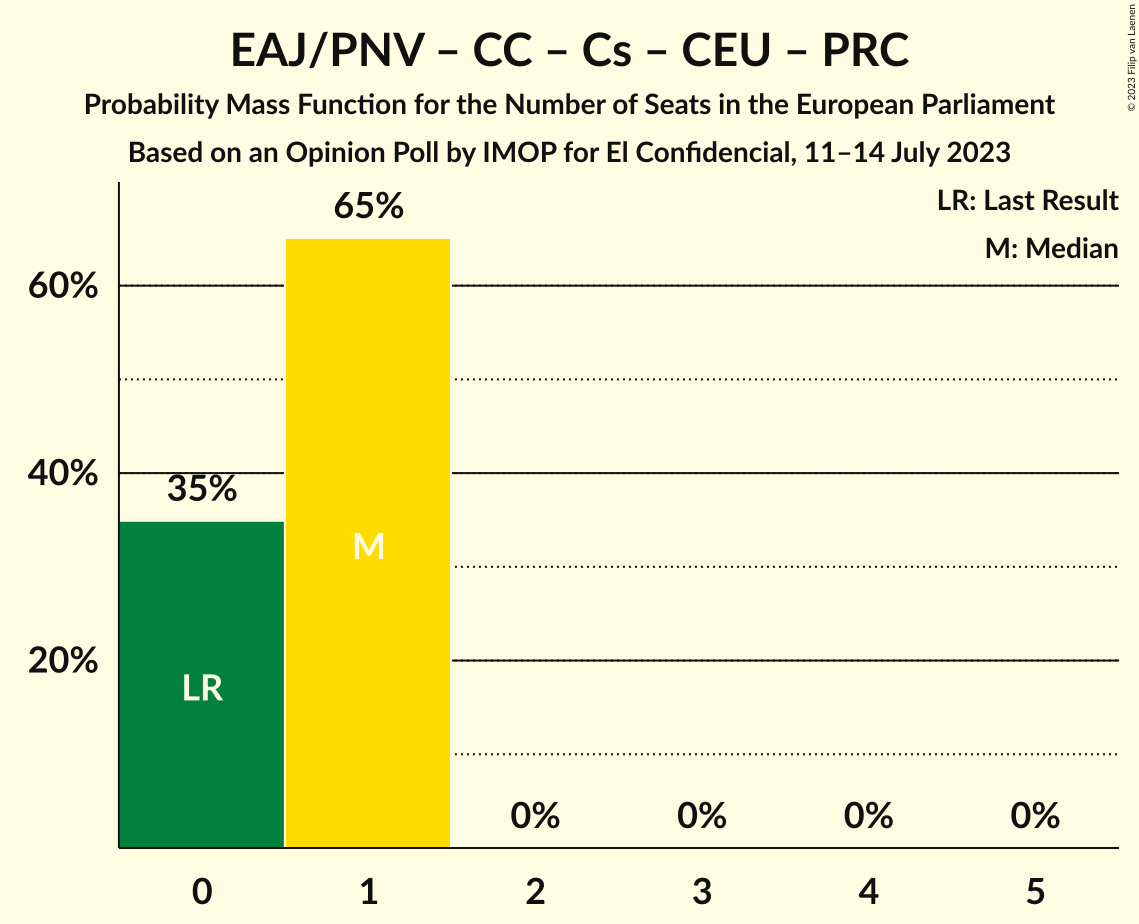 EAJ/PNV – CC – Cs – CEU – PRC
Probability Mass Function for the Number of Seats in the European Parliament
Based on an Opinion Poll by IMOP for El Confidencial, 11–14 July 2023
© 2023 Filip van Laenen
LR: Last Result
M: Median
65%
60%
40%
35%
M
20%
LR
0% 0% 0% 0%
0 1 2 3 4 5